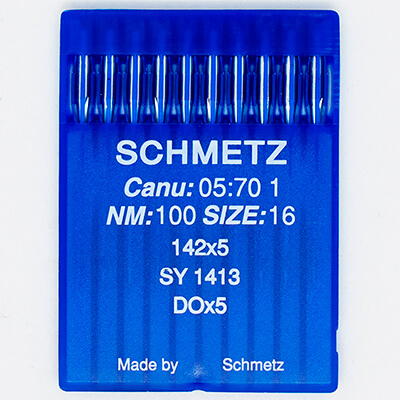 SCHMETZ
Canu: 05:70 1
NM:100 SIZE:16
142x5
SY 1413
DOx5
Made by Schmetz